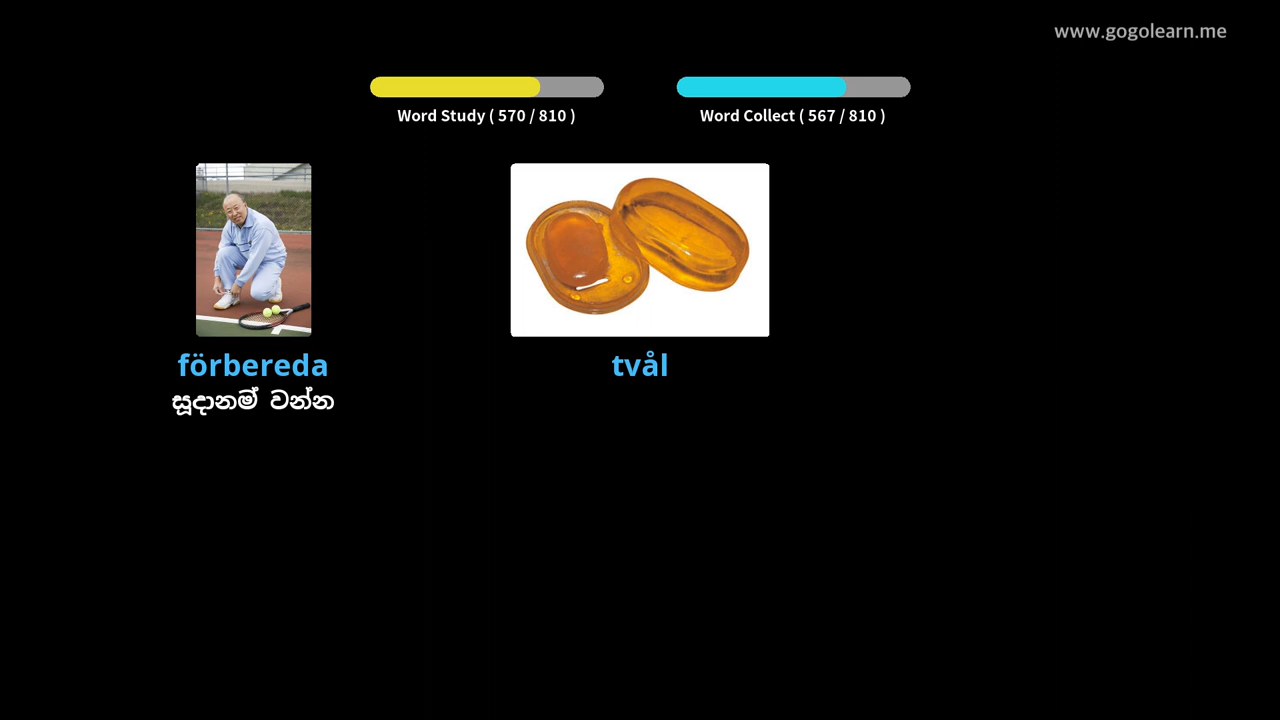 www.gogolearn.me
Word Study ( 570 / 810 )
Word Collect ( 567 / 810 )
förbereda
tvål
සූදානම් වන්න